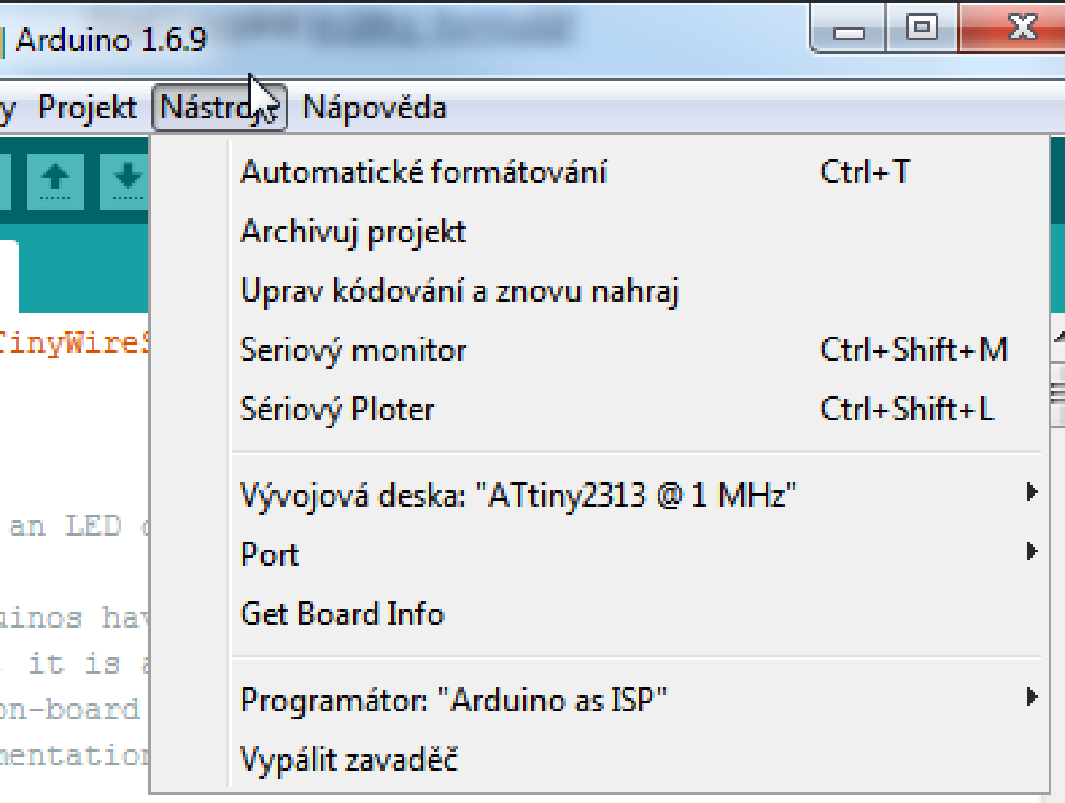 Arduino 1.6.9
y Projekt Nástroje Nápověda
Automatické formátování Ctrl+T
Archivuj projekt
Uprav kódování a znovu nahraj
TinyWireS
Seriový monitor Ctrl+Shift+M
Sériový Ploter Ctrl+Shift+L
Vývojová deska: "ATtiny2313 @ 1 MHz"
an LED
Port
Get Board Info
uinos hav
it is a
Programátor: "Arduino as ISP"
on-board
mentation
Vypálit zavaděč